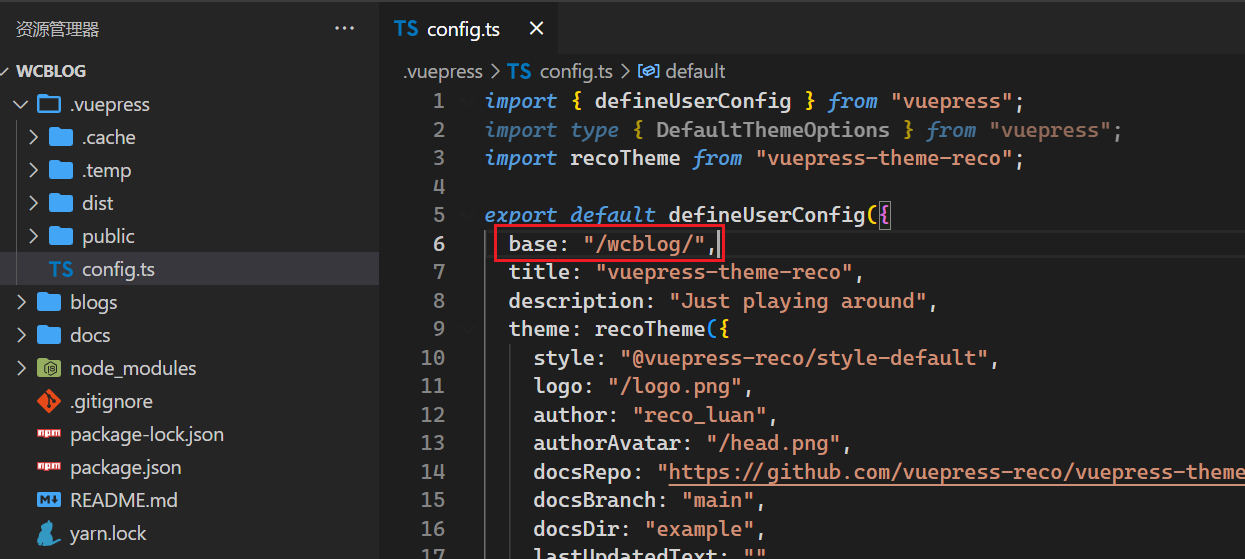 资源管理器
WCBLOG
.vuepress
.cache
.temp
dist
public
TS config.ts
blogs
docs
node_modules
.gitignore
package-lock.json
package.json
README.md
yarn.lock
TS config.ts
.vuepress > TS config.ts > default
1 import { defineUserConfig } from "vuepress";
2 import type { DefaultThemeOptions } from "vuepress";
3 import recoTheme from "vuepress-theme-reco";
4
5 export default defineUserConfig({
6 base: "/wcblog/",
7 title: "vuepress-theme-reco",
8 description: "Just playing around",
9 theme: recoTheme({
10 style: "@vuepress-reco/style-default",
11 logo: "/logo.png",
12 author: "reco_luan",
13 authorAvatar: "/head.png",
14 docsRepo: "https://github.com/vuepress-reco/vuepress-theme
15 docsBranch: "main",
16 docsDir: "example",
17 lastUpdatedText: ""